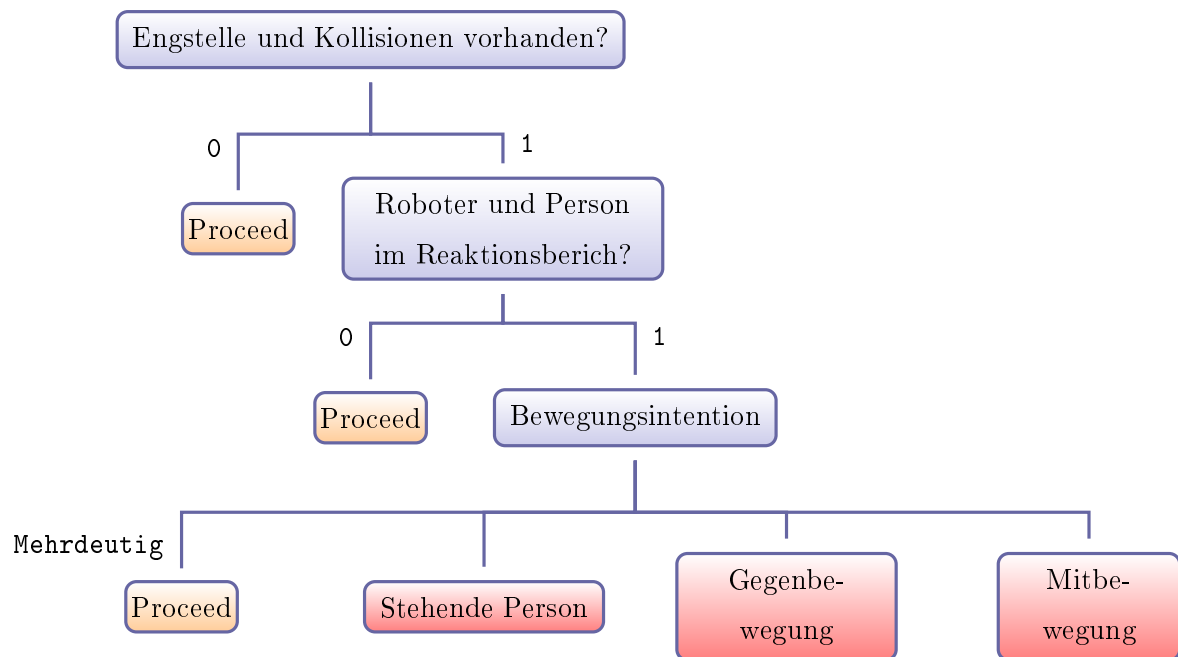 Engstelle und Kollisionen vorhanden?
0
1
Proceed
Roboter und Person
im Reaktionsberich?
0
1
Proceed
Bewegungsintention
Mehrdeutig
Proceed
Stehende Person
Gegenbe-
wegung
Mitbe-
wegung